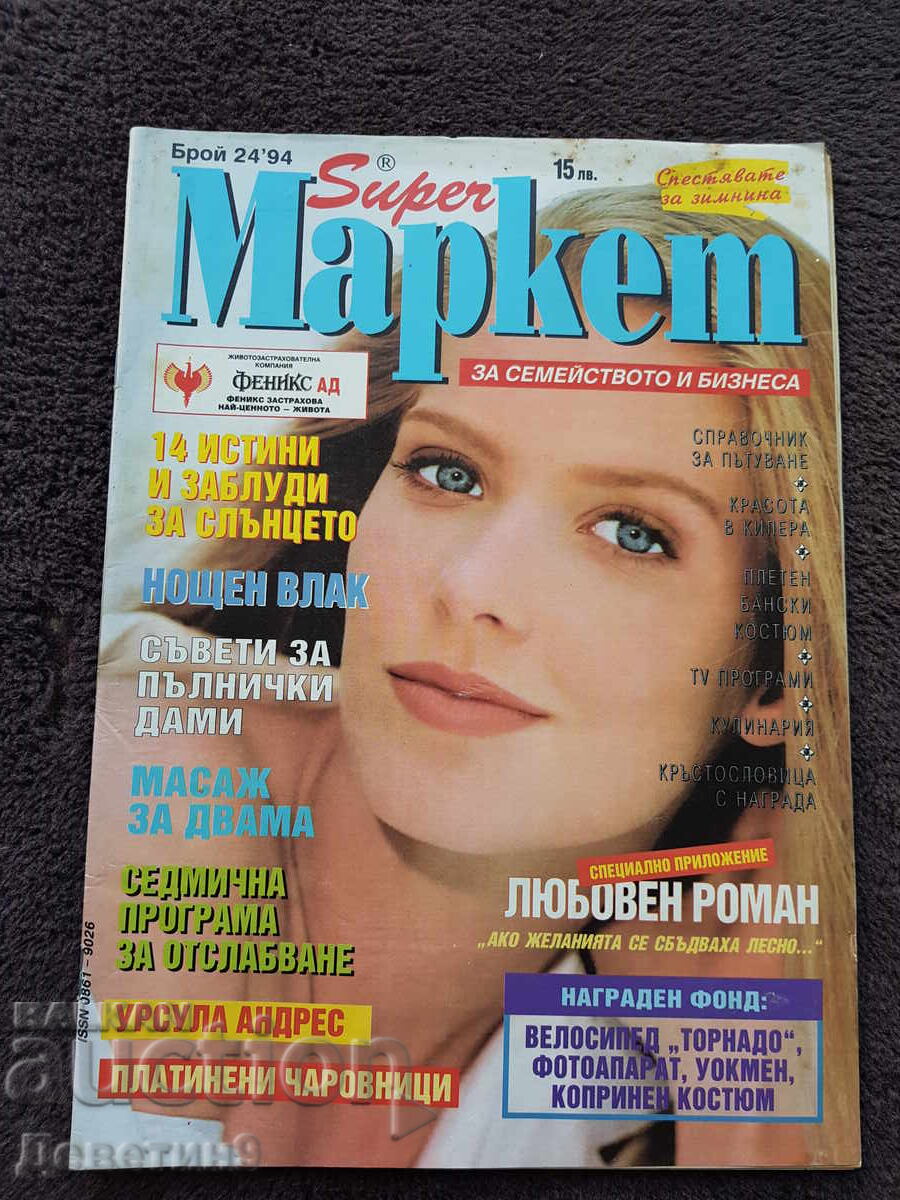 Брой 24'94
Super ®
15 лв.
Спестявате
за зимнина
Маркет
ЗА СЕМЕЙСТВОТО И БИЗНЕСА
ЖИВОТОЗАСТРАХОВАТЕЛНА
КОМПАНИЯ
ФЕНИКС АД
ФЕНИКС ЗАСТРАХОВА
НАЙ-ЦЕННОТО – ЖИВОТА
14 ИСТИНИ
И ЗАБЛУДИ
ЗА СЛЪНЦЕТО
НОЩЕН ВЛАК
СЪВЕТИ ЗА
ПЪЛНИЧКИ
ДАМИ
МАСАЖ
ЗА ДВАМА
СЕДМИЧНА
ПРОГРАМА
ЗА ОТСЛАБВАНЕ
УРСУЛА АНДРЕС
ПЛАТИНЕНИ ЧАРОВНИЦИ
СПРАВОЧНИК
ЗА ПЪТУВАНЕ
КРАСОТА
В КИЛЕРА
ПЛЕТЕН
БАНСКИ
КОСТЮМ
TV ПРОГРАМИ
КУЛИНАРИЯ
КРЪСТОСЛОВИЦА
С НАГРАДА
СПЕЦИАЛНО ПРИЛОЖЕНИЕ
ЛЮБОВЕН РОМАН
„АКО ЖЕЛАНИЯТА СЕ СБЪДВАХА ЛЕСНО..."
НАГРАДЕН ФОНД:
ВЕЛОСИПЕД „ТОРНАДО“,
ФОТОАПАРАТ, УОКМЕН,
КОПРИНЕН КОСТЮМ
ISSN 0861 – 9026
auction
Деветин9